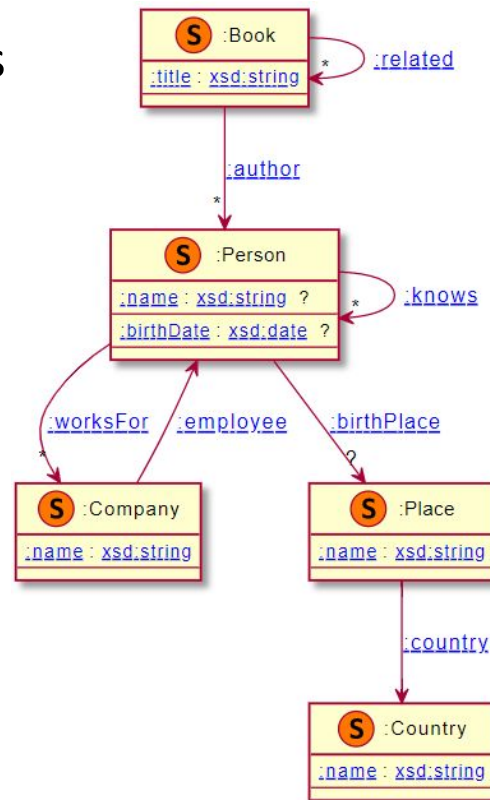 s
S :Book
:title : xsd:string
* :related
:author
*
S :Person
:name : xsd:string ?
:birthDate : xsd:date ?
* :knows
:worksFor :employee :birthPlace
* ?
S :Company S :Place
:name : xsd:string :name : xsd:string
:country
S :Country
:name : xsd:string